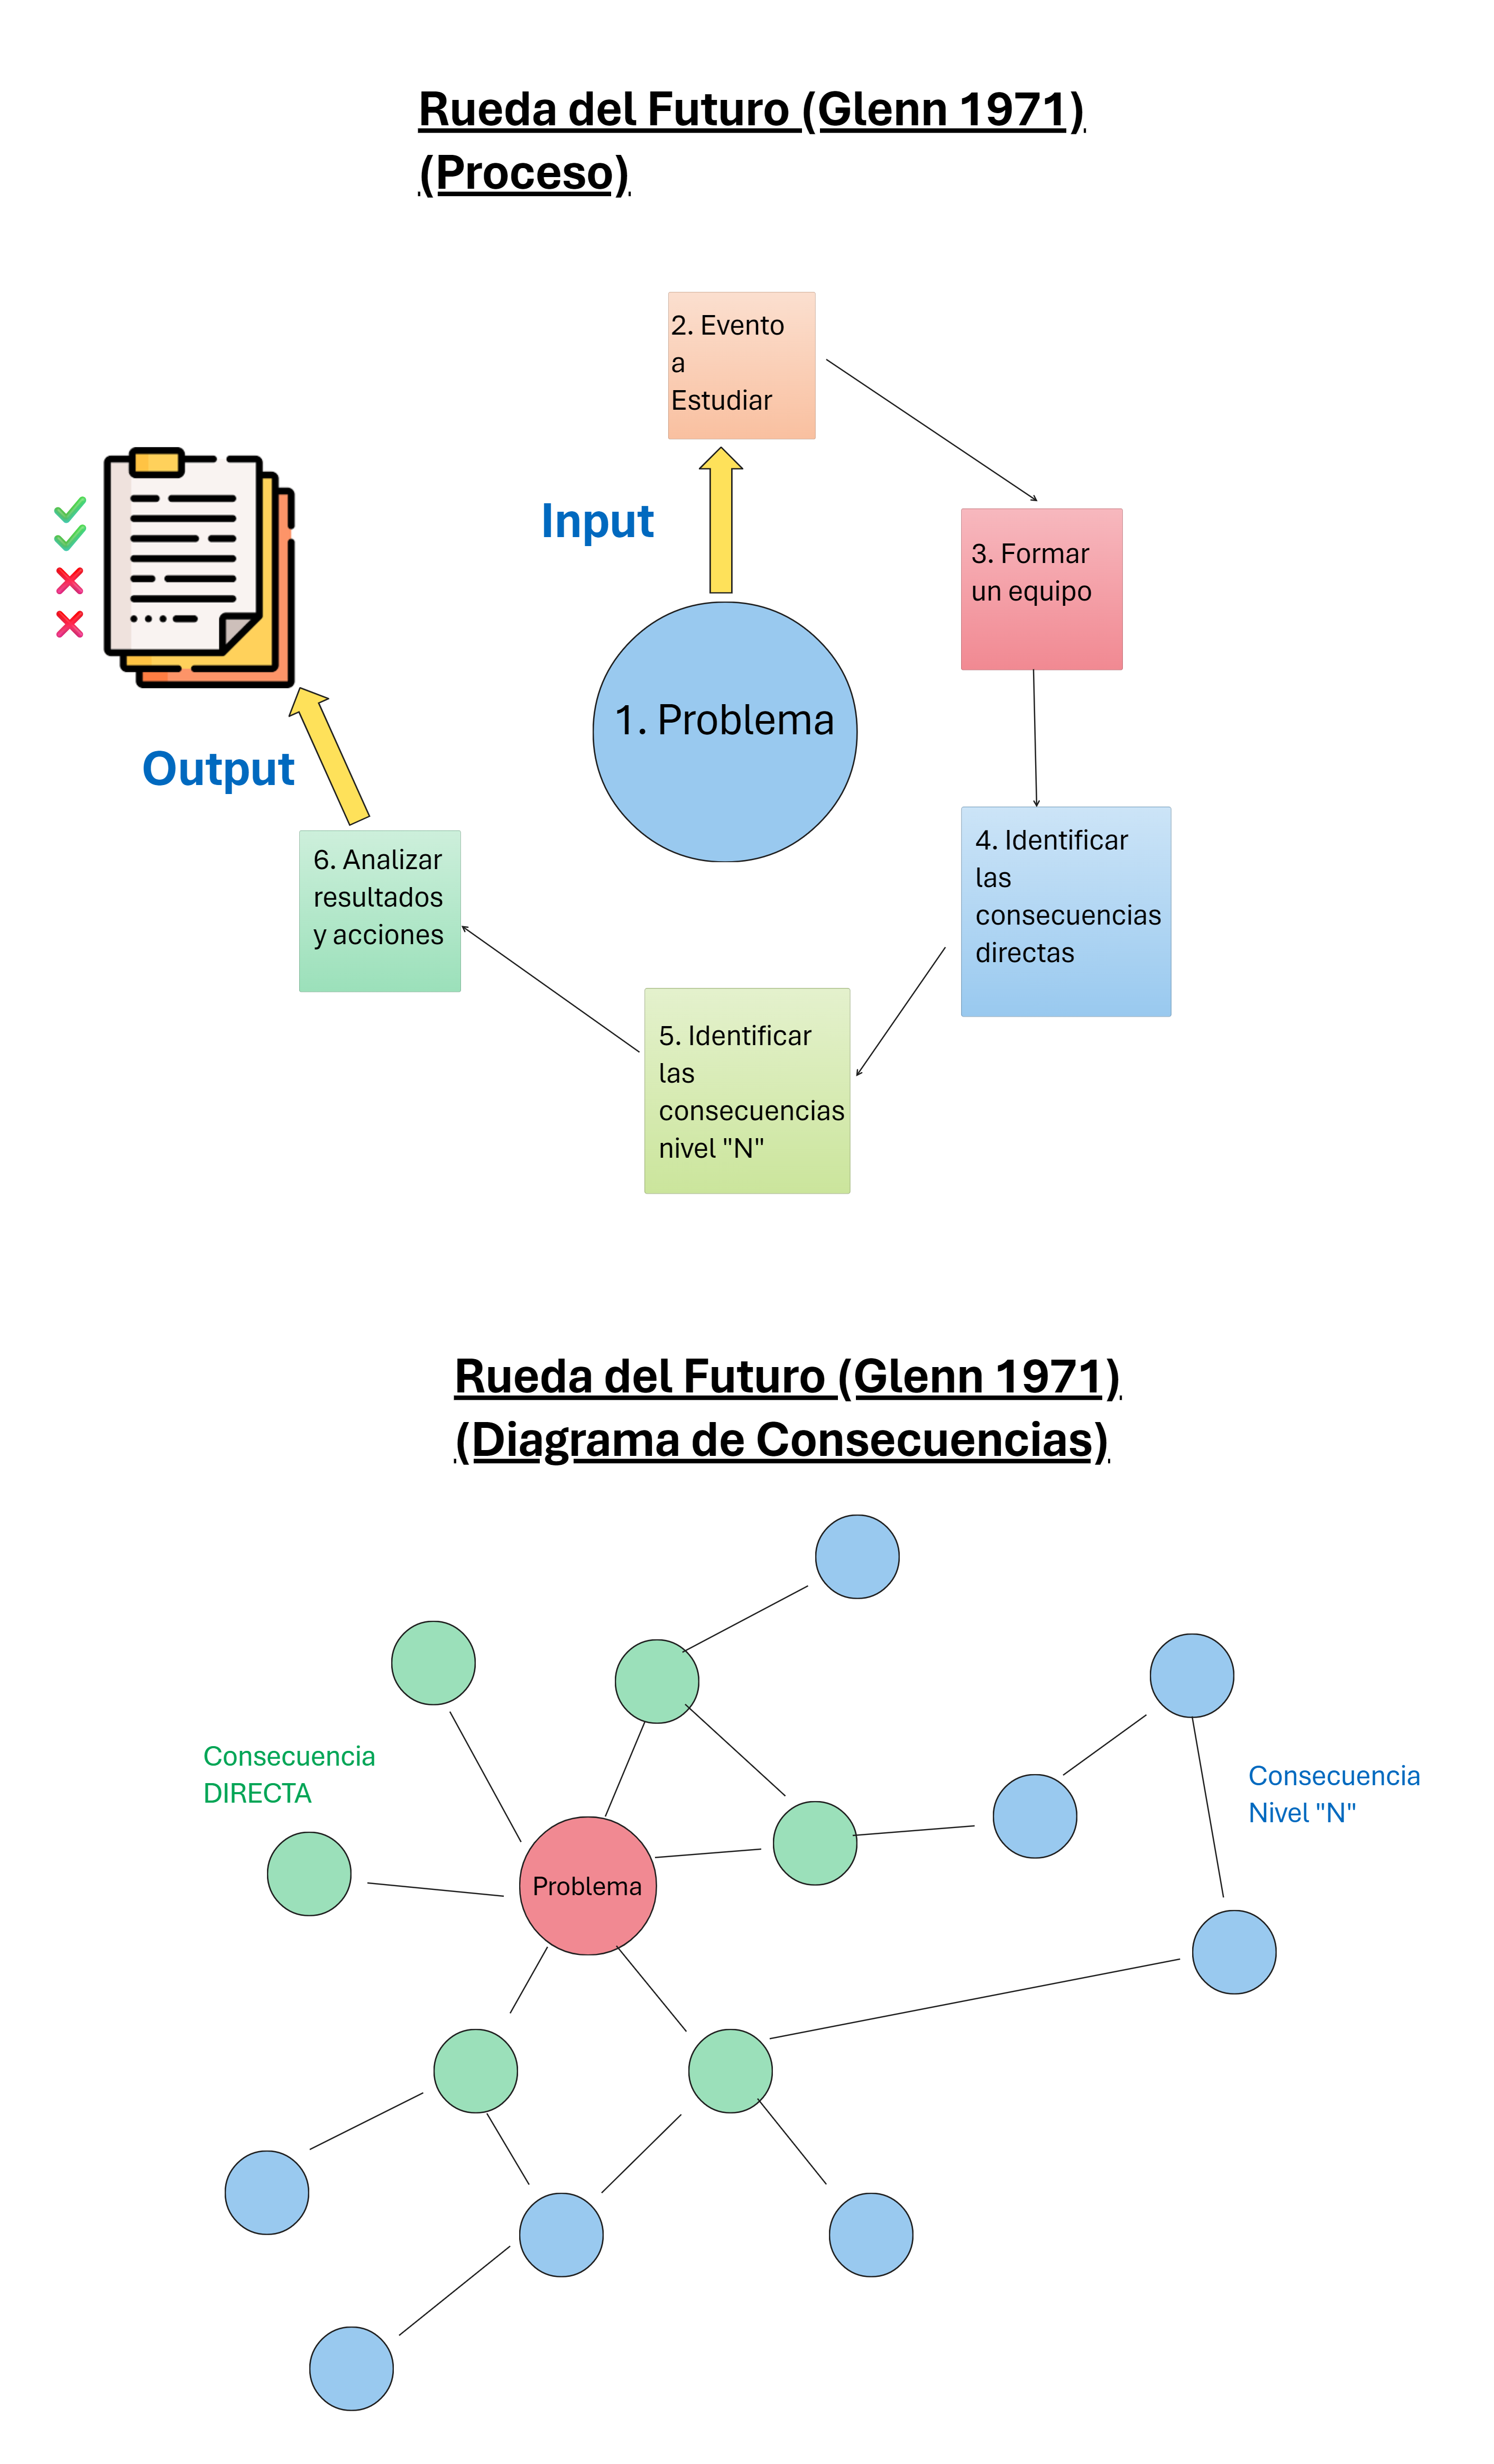 Rueda del Futuro (Glenn 1971)
(Proceso)
2. Evento
a
Estudiar
Input
3. Formar
un equipo
1. Problema
Output
4. Identificar
las
consecuencias
directas
6. Analizar
resultados
y acciones
5. Identificar
las
consecuencias
nivel "N"
Rueda del Futuro (Glenn 1971)
(Diagrama de Consecuencias)
Consecuencia
DIRECTA
Consecuencia
Nivel "N"
Problema